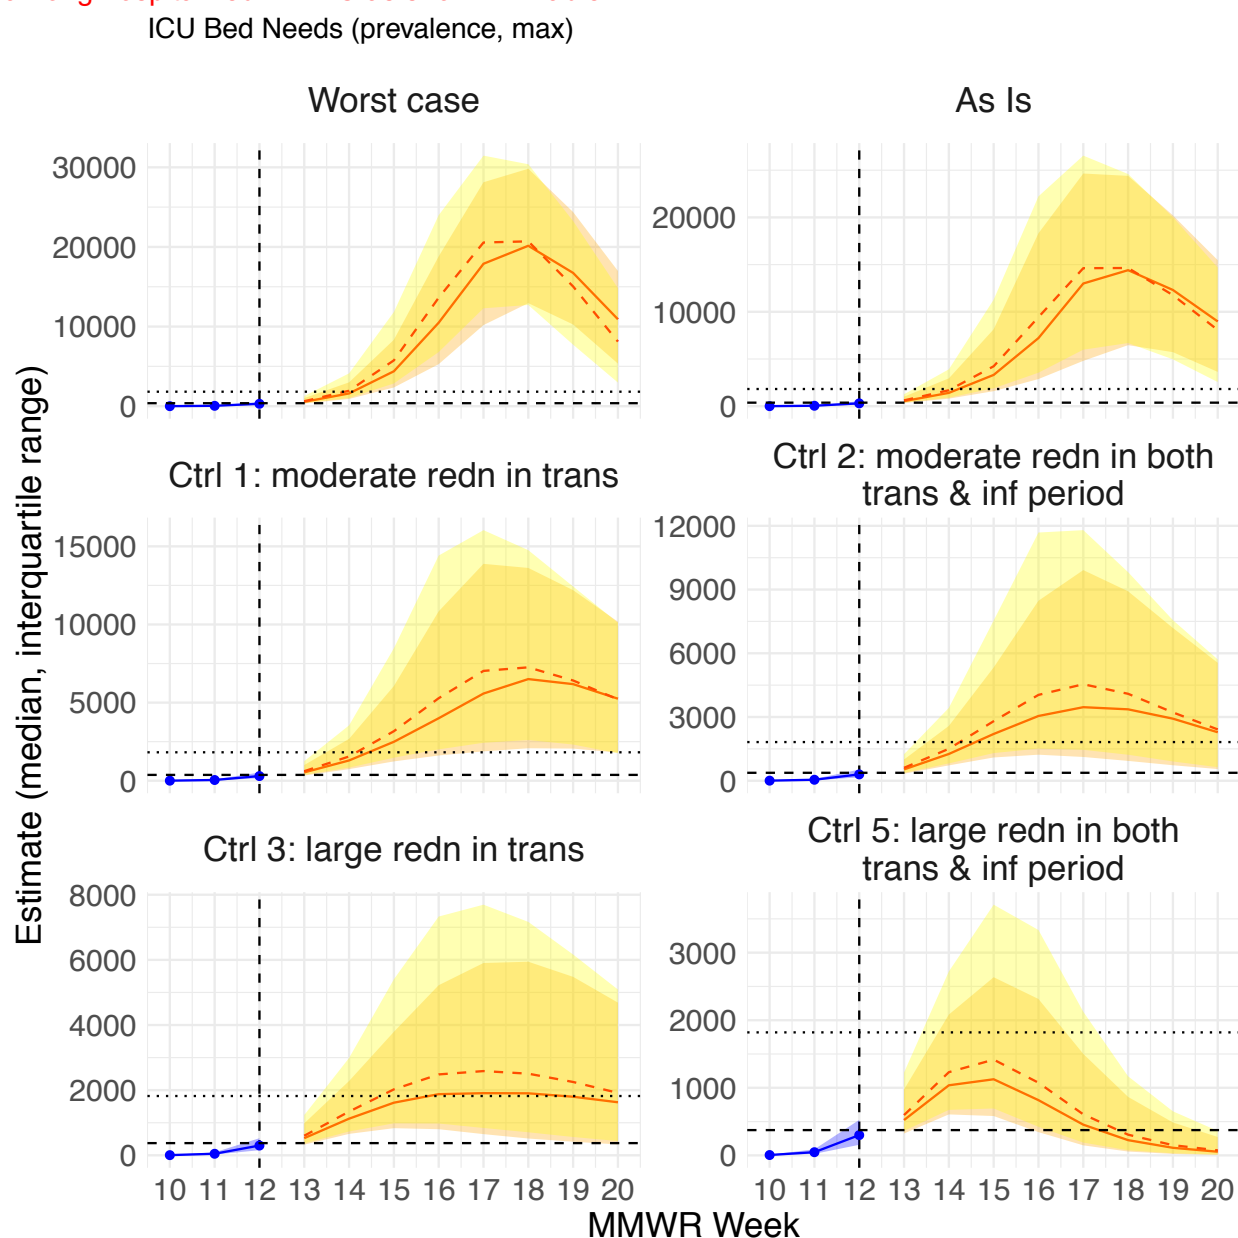 ICU Bed Needs (prevalence, max)
Worst case
As Is
30000
20000
10000
0
20000
10000
0
Ctrl 1: moderate redn in trans
Ctrl 2: moderate redn in both
trans & inf period
15000
10000
5000
0
12000
9000
6000
3000
0
Ctrl 3: large redn in trans
Ctrl 5: large redn in both
trans & inf period
8000
6000
4000
2000
0
3000
2000
1000
0
10 11 12 13 14 15 16 17 18 19 20
10 11 12 13 14 15 16 17 18 19 20
MMWR Week
Estimate (median, interquartile range)